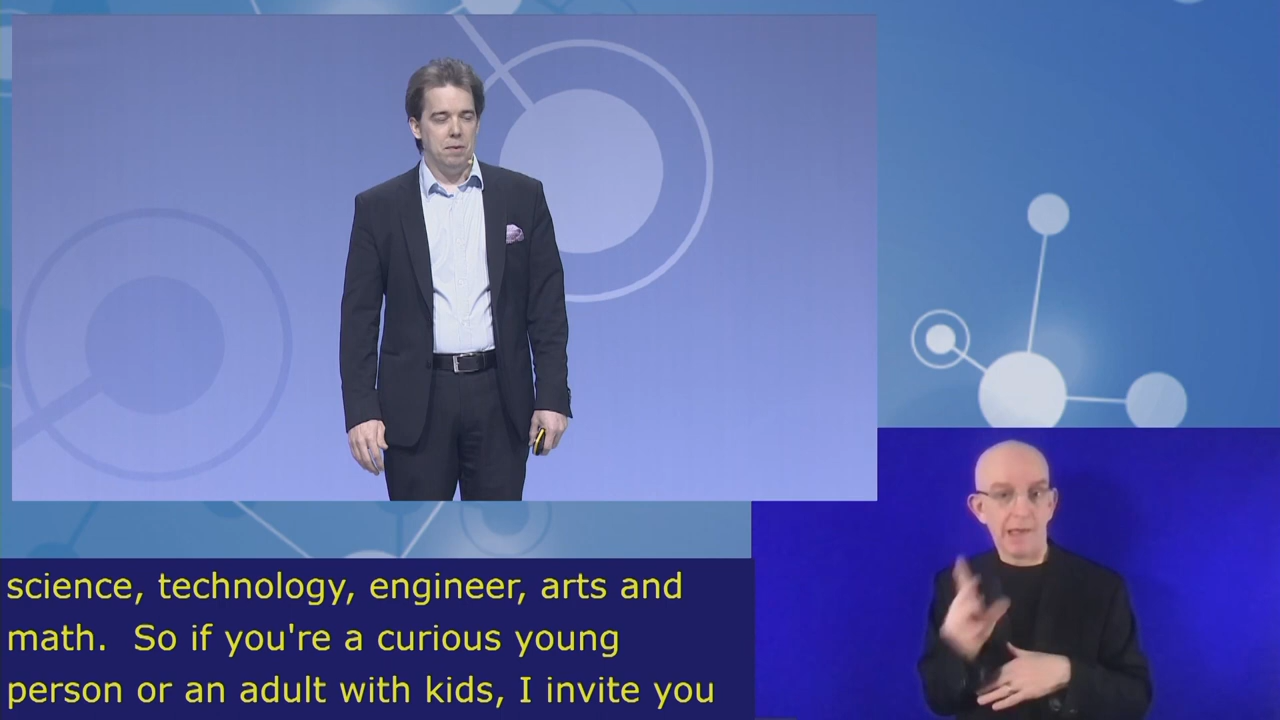 science, technology, engineer, arts and
math.  So if you're a curious young
person or an adult with kids, I invite you